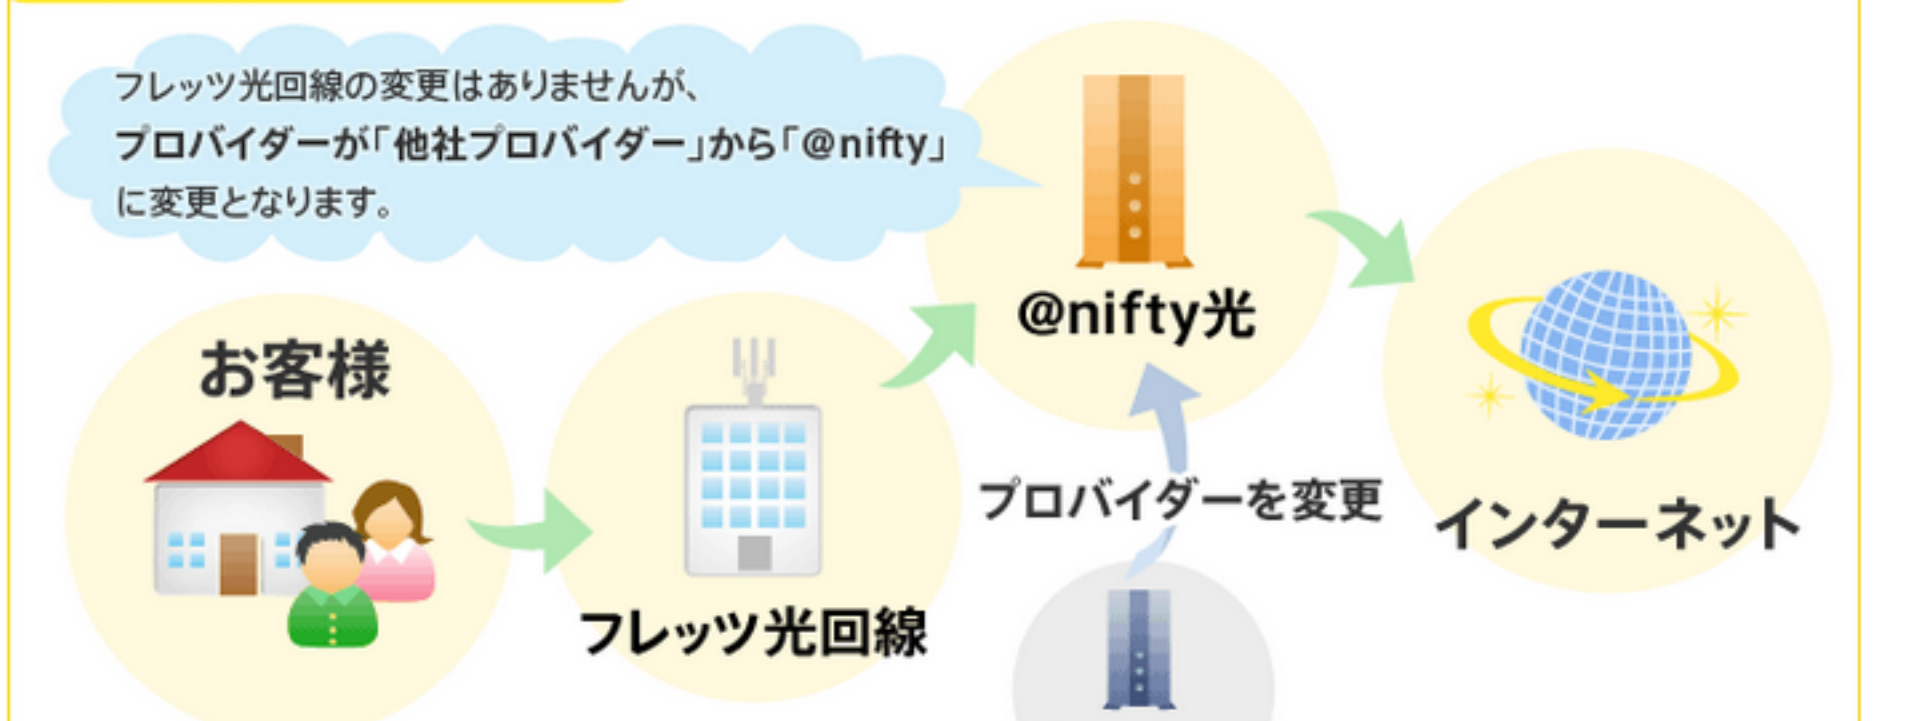 フレッツ光回線の変更はありませんが、
プロバイダーが「他社プロバイダー」から「@nifty」
に変更となります。
@nifty光
お客様
プロバイダーを変更
インターネット
フレッツ光回線